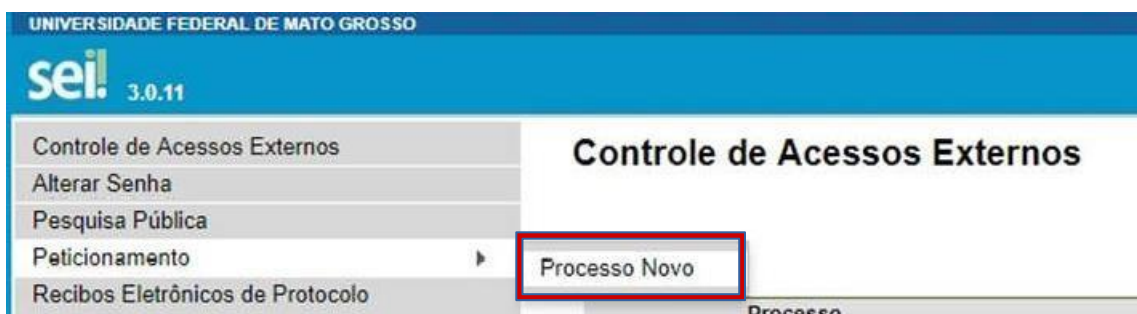 UNIVERSIDADE FEDERAL DE MATO GROSSO
sei! 3.0.11
Controle de Acessos Externos
Alterar Senha
Pesquisa Pública
Peticionamento
Recibos Eletrônicos de Protocolo
Controle de Acessos Externos
Processo Novo
Processo